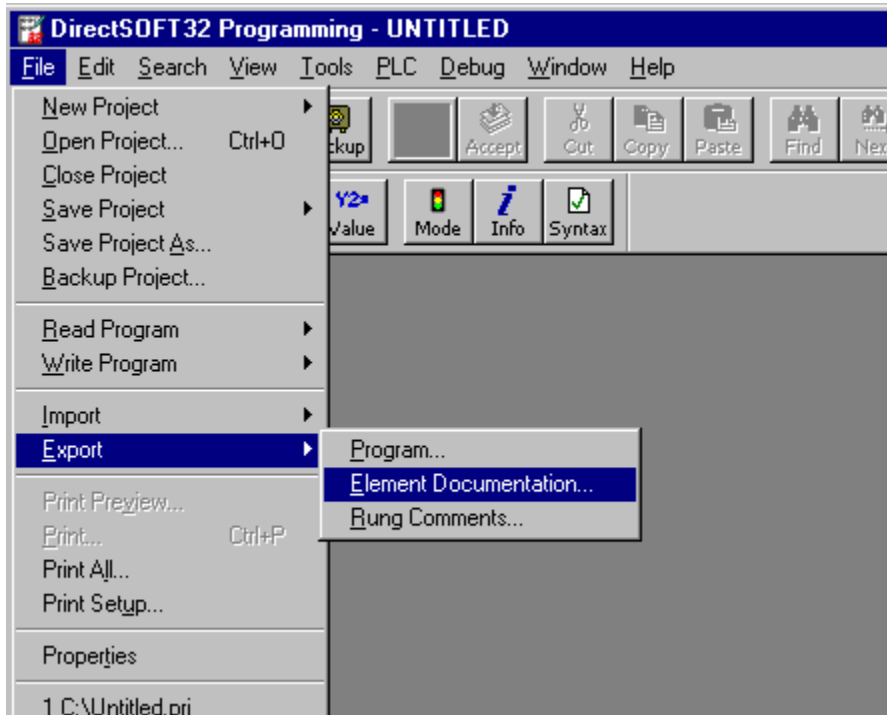 DirectSOFT32 Programming - UNTITLED
File Edit Search View Tools PLC Debug Window Help
New Project
Open Project... Ctrl+O
Close Project
Save Project
Save Project As...
Backup Project...
Read Program
Write Program
Import
Export
Print Preview...
Print... Ctrl+P
Print All...
Print Setup...
Properties
1 C:\Untitled.prj
ckup Accept Cut Copy Paste Find Nex
Y2=
Value Mode Info Syntax
Program...
Element Documentation...
Rung Comments...